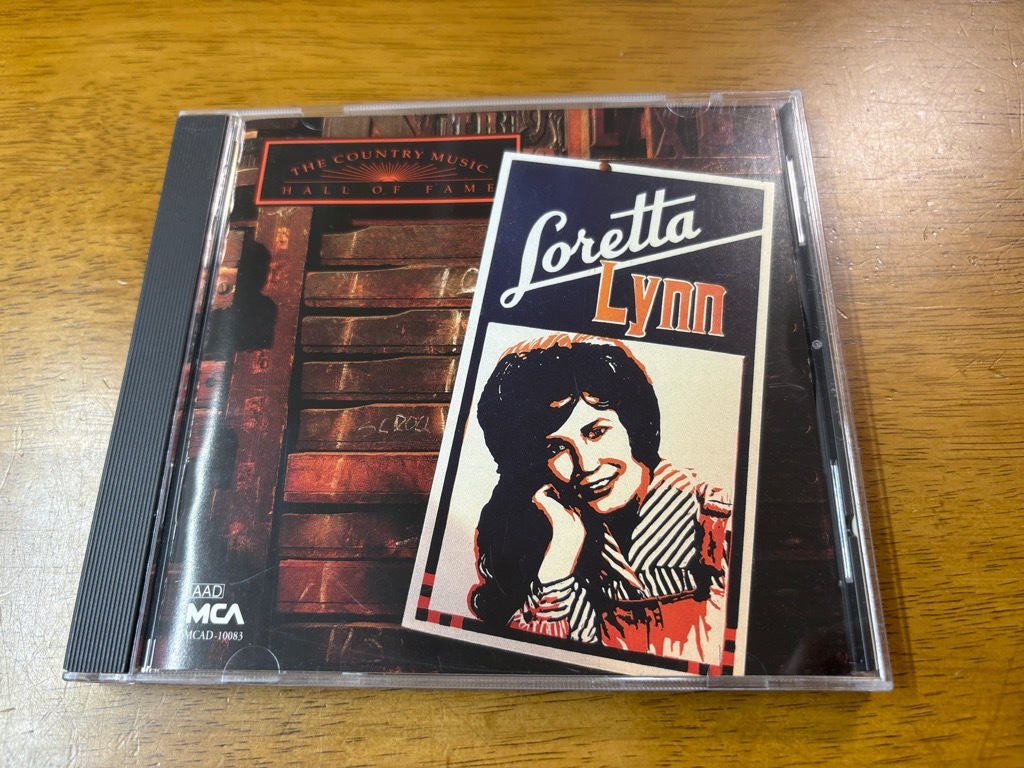 THE COUNTRY MUSIC
HALL OF FAME
Loretta
Lynn
AAD
MCA
MCAD-10083